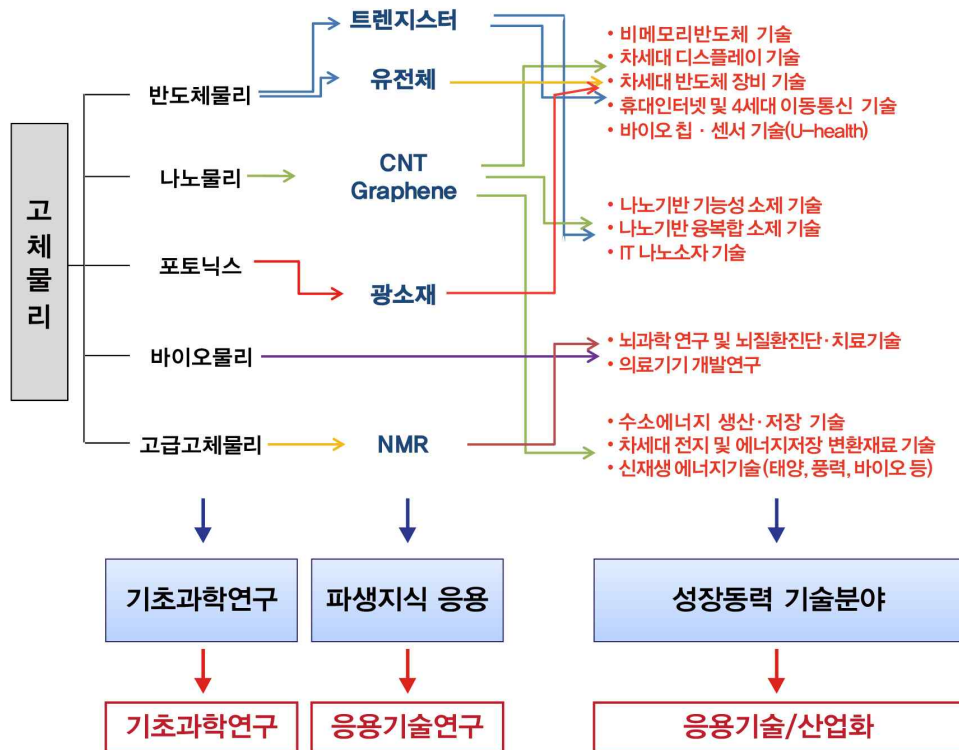 고체물리
반도체물리
나노물리
포토닉스
바이오물리
고급고체물리
트렌지스터
유전체
CNT
Graphene
광소재
NMR
• 비메모리반도체 기술
• 차세대 디스플레이 기술
• 차세대 반도체 장비 기술
• 휴대인터넷 및 4세대 이동통신 기술
• 바이오 칩 · 센서 기술(U-health)
• 나노기반 기능성 소제 기술
• 나노기반 융복합 소제 기술
• IT 나노소자 기술
• 뇌과학 연구 및 뇌질환진단·치료기술
• 의료기기 개발연구
• 수소에너지 생산·저장 기술
• 차세대 전지 및 에너지저장 변환재료 기술
• 신재생 에너지기술(태양, 풍력, 바이오 등)
기초과학연구
파생지식 응용
성장동력 기술분야
기초과학연구
응용기술연구
응용기술/산업화